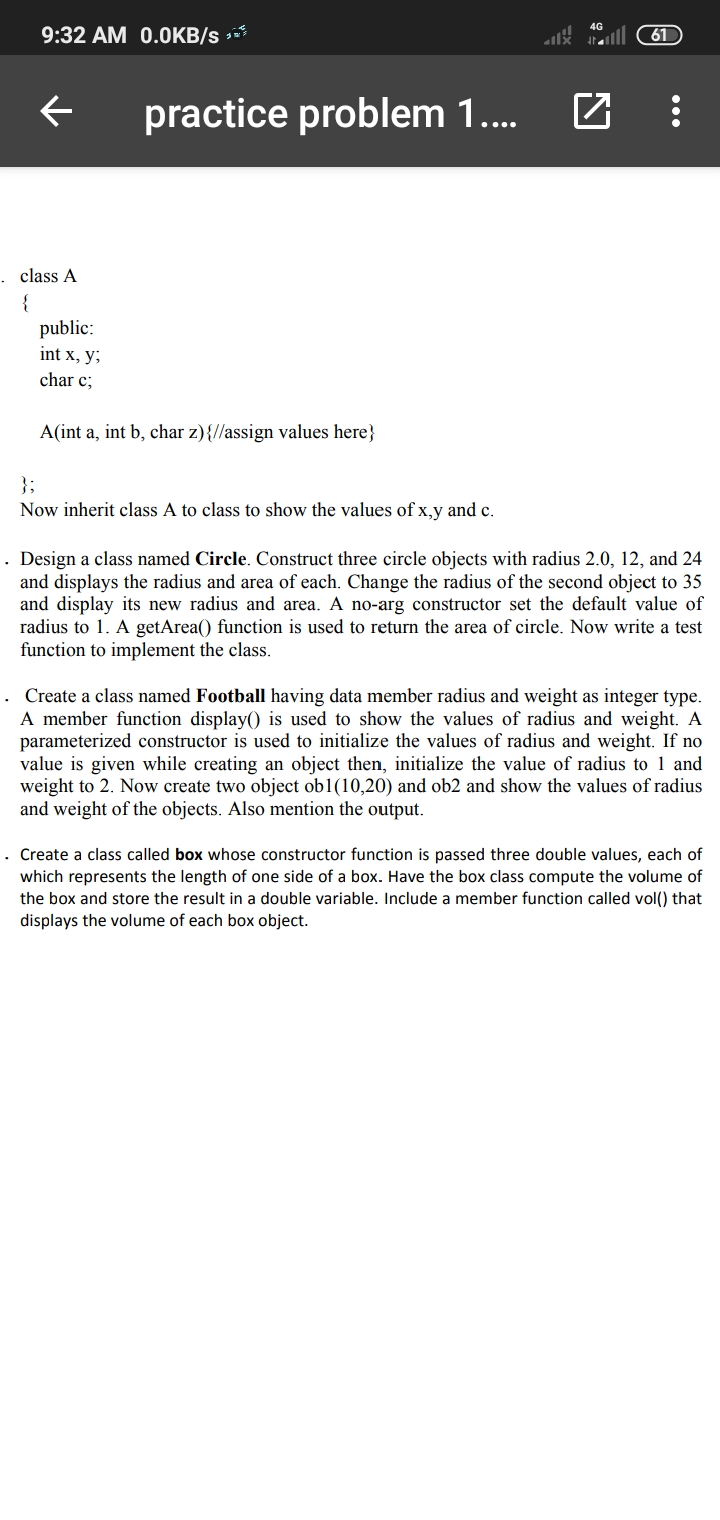 9:32 AM 0.0KB/s
4G
61
practice problem 1....
. class A
{
public:
int x, y;
char c;
A(int a, int b, char z){//assign values here}
};
Now inherit class A to class to show the values of x,y and c.
. Design a class named Circle. Construct three circle objects with radius 2.0, 12, and 24
and displays the radius and area of each. Change the radius of the second object to 35
and display its new radius and area. A no-arg constructor set the default value of
radius to 1. A getArea() function is used to return the area of circle. Now write a test
function to implement the class.
. Create a class named Football having data member radius and weight as integer type.
A member function display() is used to show the values of radius and weight. A
parameterized constructor is used to initialize the values of radius and weight. If no
value is given while creating an object then, initialize the value of radius to 1 and
weight to 2. Now create two object ob1(10,20) and ob2 and show the values of radius
and weight of the objects. Also mention the output.
. Create a class called box whose constructor function is passed three double values, each of
which represents the length of one side of a box. Have the box class compute the volume of
the box and store the result in a double variable. Include a member function called vol() that
displays the volume of each box object.